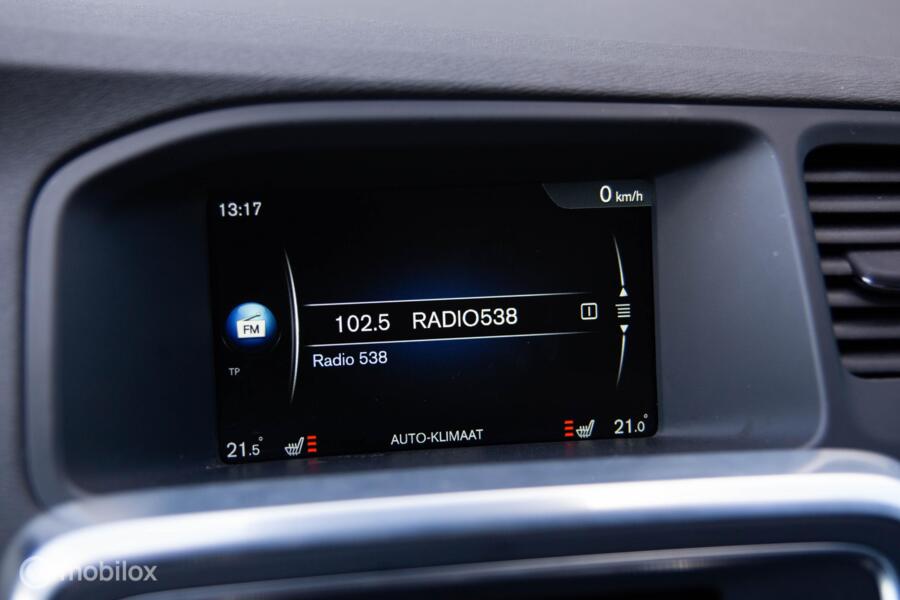 13:17
0 km/h
102.5 RADIO538
FM
Radio 538
TP
21.5°
AUTO-KLIMAAT
21.0°
mobilox